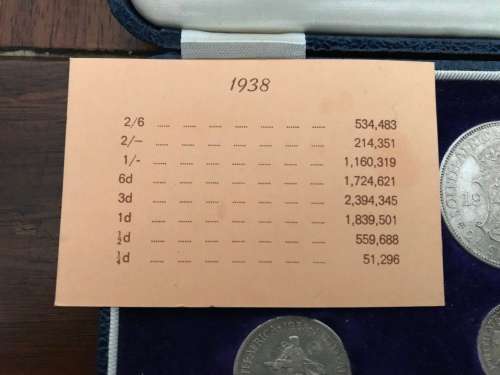 1938
2/6 ...... ...... ...... ...... ...... ...... 534,483
2/— ...... ...... ...... ...... ...... ...... 214,351
1/- ...... ...... ...... ...... ...... ...... 1,160,319
6d ...... ...... ...... ...... ...... ...... 1,724,621
3d ...... ...... ...... ...... ...... ...... 2,394,345
1d ...... ...... ...... ...... ...... ...... 1,839,501
½d ...... ...... ...... ...... ...... ...... 559,688
¼d ...... ...... ...... ...... ...... ...... 51,296